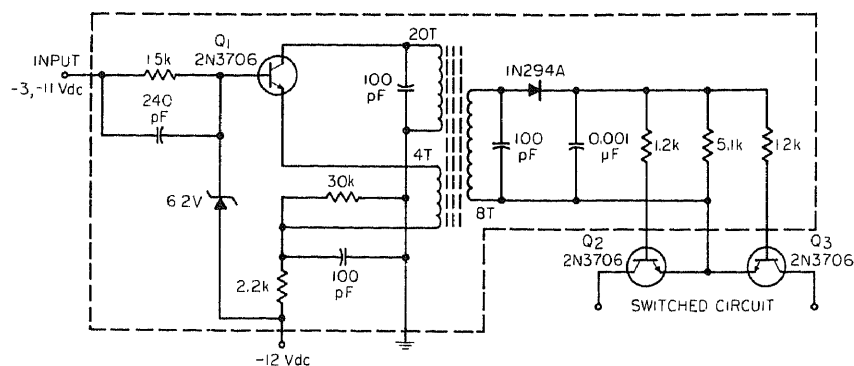 INPUT
-3,-11 Vdc
15k
240
pF
Q1
2N3706
6.2V
20T
100
pF
4T
30k
100
pF
2.2k
-12 Vdc
8T
1N294A
100
pF
0.001
µF
1.2k
5.1k
1.2k
Q2
2N3706
Q3
2N3706
SWITCHED CIRCUIT